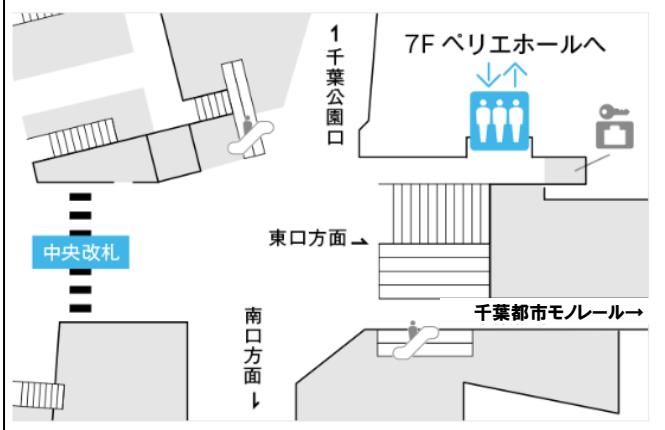 ↑千葉公園口
7F ペリエホールへ
東口方面→
中央改札
千葉都市モノレール→
南口方面↓